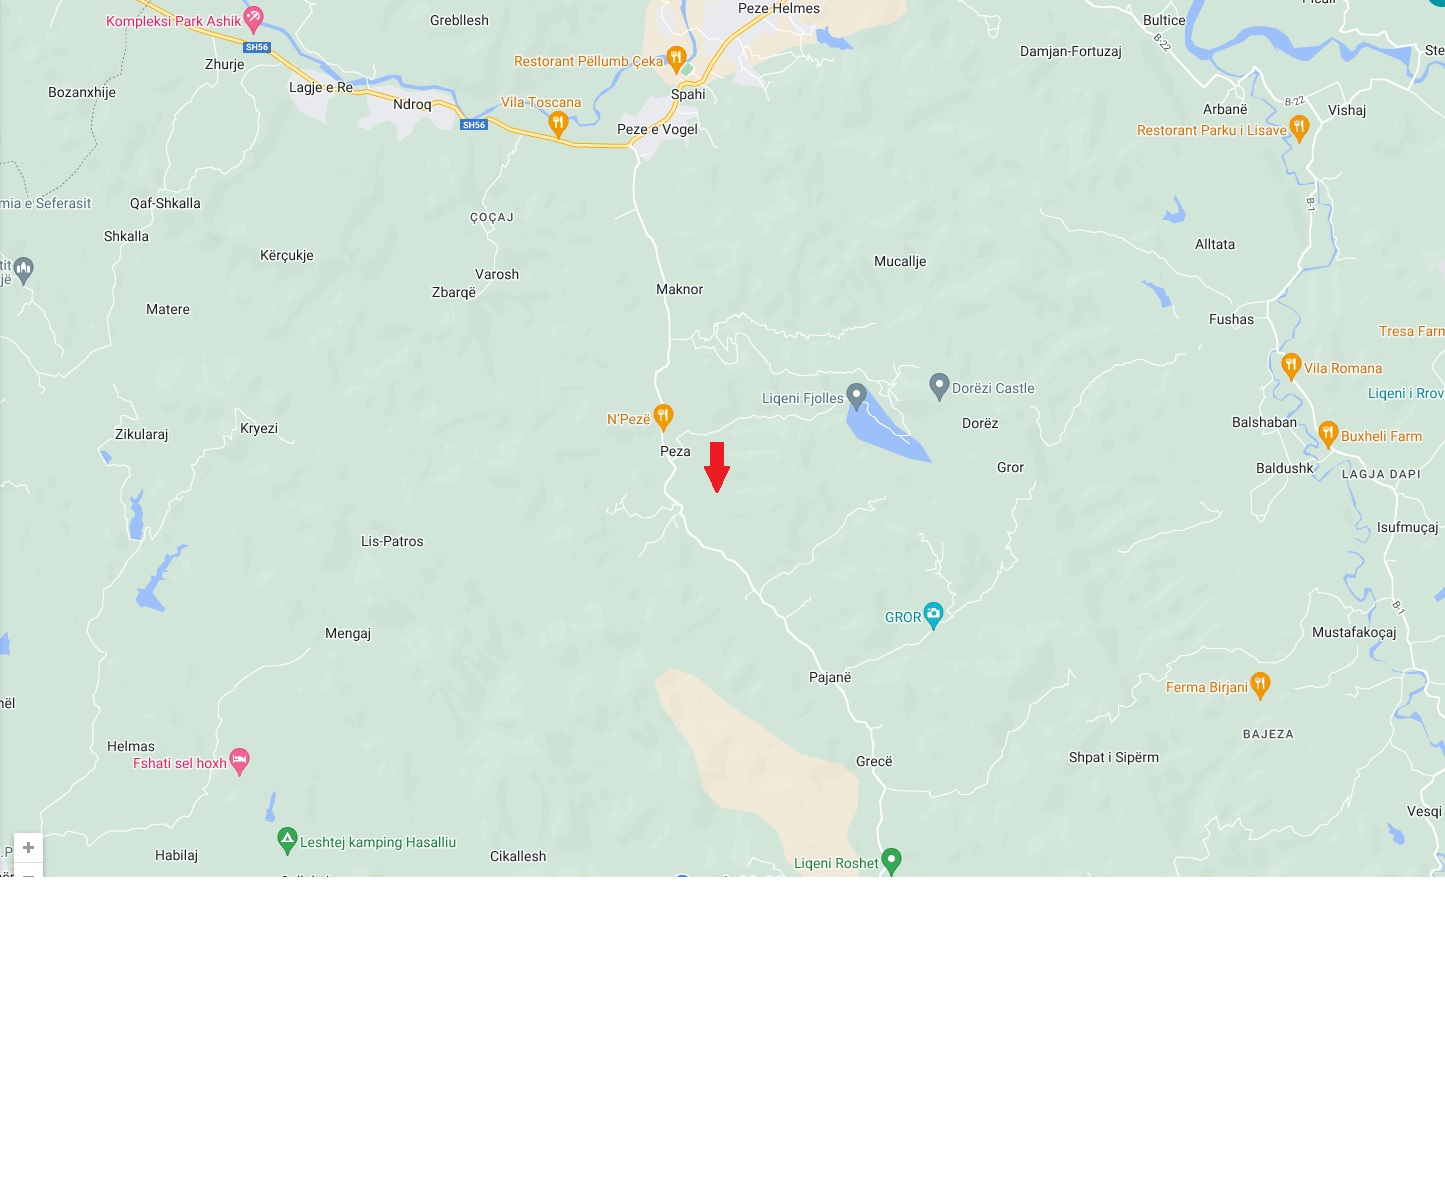 Peze Helmes
Grebllesh
Bultice
Kompleksi Park Ashik
B-22
SH56
Damjan-Fortuzaj
Restorant Pëllumb Çeka
Zhurje
Lagje e Re
Bozanxhije
Spahi
Ndroq
Vila Toscana
B-22
Arbanë
Vishaj
SH56
Peze e Vogel
Restorant Parku i Lisave
mia e Seferasit
Qaf-Shkalla
B-1
ÇOÇAJ
Shkalla
Alltata
Kërçukje
Mucallje
Varosh
Zbarqë
Maknor
Matere
Fushas
Tresa Farm
Vila Romana
Dorëzi Castle
Liqeni Fjolles
Liqeni i Rrov
N'Pezë
Dorëz
Balshaban
Kryezi
Zikularaj
Buxheli Farm
Peza
Gror
Baldushk
LAGJA DAPI
Isufmuçaj
Lis-Patros
B-1
GROR
Mengaj
Mustafakoçaj
Pajanë
Ferma Birjani
BAJEZA
Helmas
Fshati sel hoxh
Grecë
Shpat i Sipërm
Vesqi
Leshtej kamping Hasalliu
Habilaj
Cikallesh
Liqeni Roshet